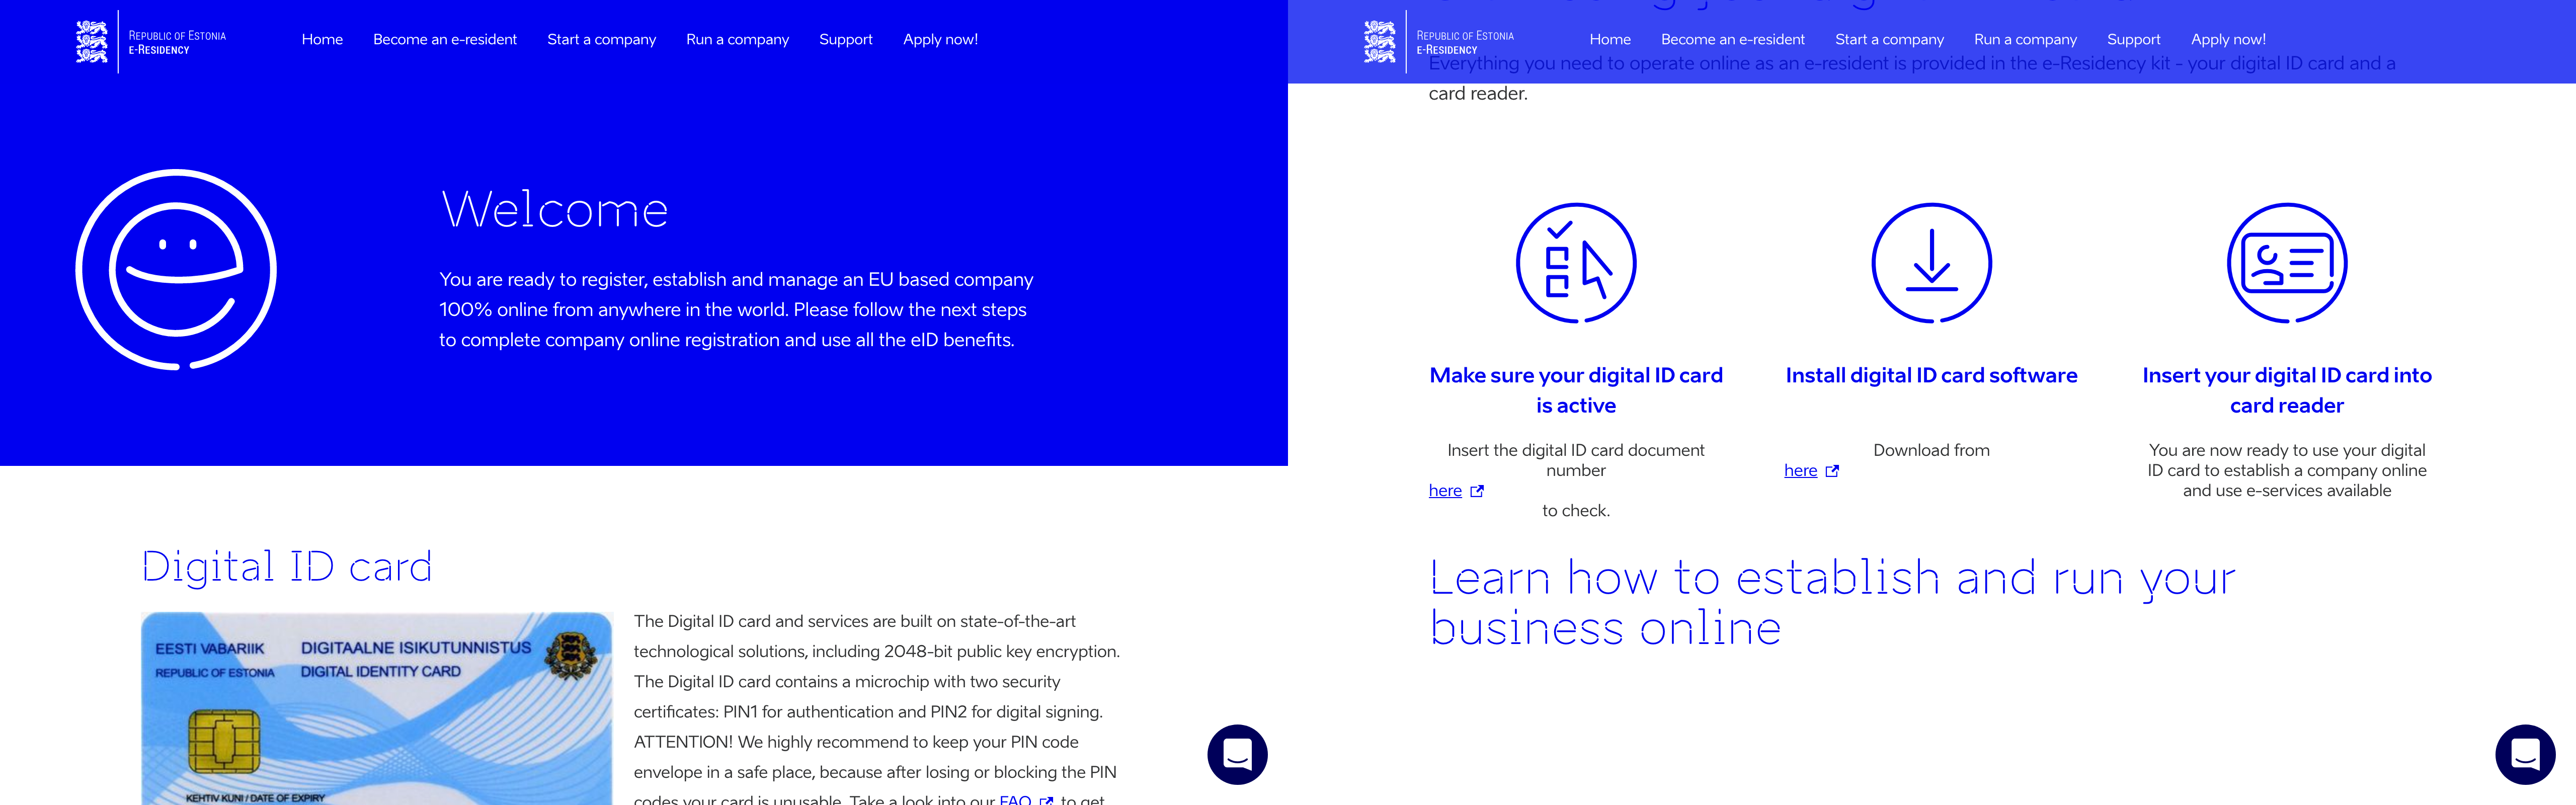 REPUBLIC OF ESTONIA
e-RESIDENCY
Home
Become an e-resident
Start a company
Run a company
Support
Apply now!
Welcome
You are ready to register, establish and manage an EU based company
100% online from anywhere in the world. Please follow the next steps
to complete company online registration and use all the eID benefits.
Digital ID card
EESTI VABARIIK
REPUBLIC OF ESTONIA
DIGITAALNE ISIKUTUNNISTUS
DIGITAL IDENTITY CARD
KEHTIV KUNI / DATE OF EXPIRY
The Digital ID card and services are built on state-of-the-art
technological solutions, including 2048-bit public key encryption.
The Digital ID card contains a microchip with two security
certificates: PIN1 for authentication and PIN2 for digital signing.
ATTENTION! We highly recommend to keep your PIN code
envelope in a safe place, because after losing or blocking the PIN
codes your card is unusable. Take a look into our FAQ to get
REPUBLIC OF ESTONIA
e-RESIDENCY
Home
Become an e-resident
Start a company
Run a company
Support
Apply now!
Everything you need to operate online as an e-resident is provided in the e-Residency kit - your digital ID card and a
card reader.
Make sure your digital ID card
is active
Insert the digital ID card document
number
here
to check.
Install digital ID card software
Download from
here
Insert your digital ID card into
card reader
You are now ready to use your digital
ID card to establish a company online
and use e-services available
Learn how to establish and run your
business online